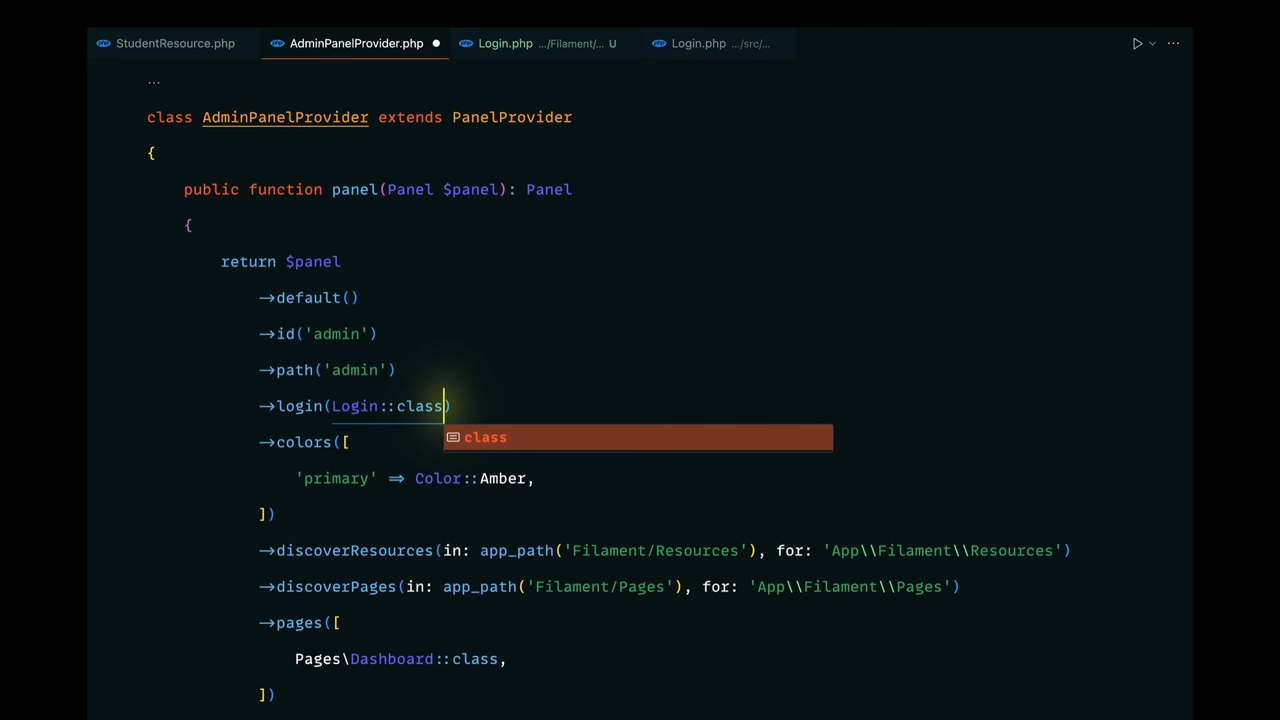 StudentResource.php AdminPanelProvider.php Login.php .../Filament/... U Login.php .../src/...
...
class AdminPanelProvider extends PanelProvider
{
public function panel(Panel $panel): Panel
{
return $panel
->default()
->id('admin')
->path('admin')
->login(Login::class)
class
->colors([
'primary' => Color::Amber,
])
->discoverResources(in: app_path('Filament/Resources'), for: 'App\\Filament\\Resources')
->discoverPages(in: app_path('Filament/Pages'), for: 'App\\Filament\\Pages')
->pages([
Pages\Dashboard::class,
])